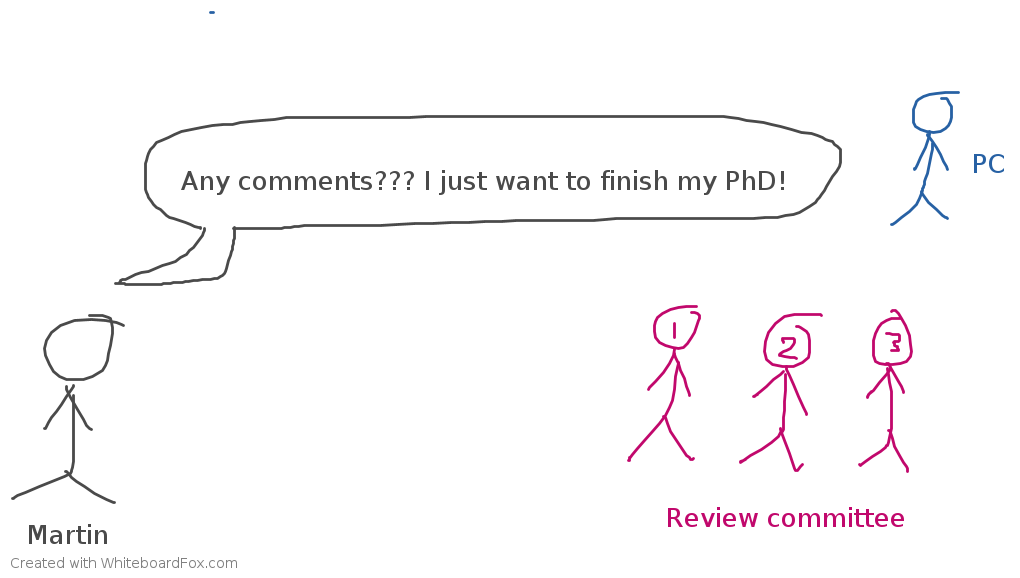 Any comments??? I just want to finish my PhD!
PC
1
2
3
Review committee
Martin
Created with WhiteboardFox.com